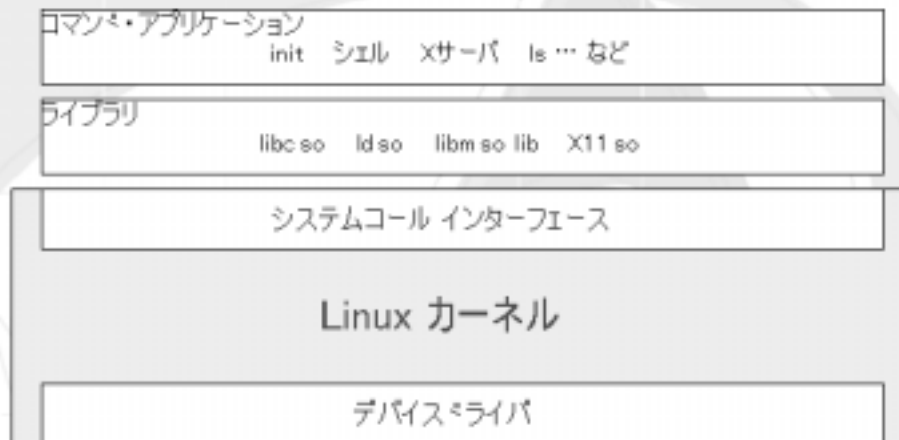 コマンド・アプリケーション
init シェル Xサーバ ls … など
ライブラリ
libc so ld so libm so lib X11 so
システムコール インターフェース
Linux カーネル
デバイスドライバ